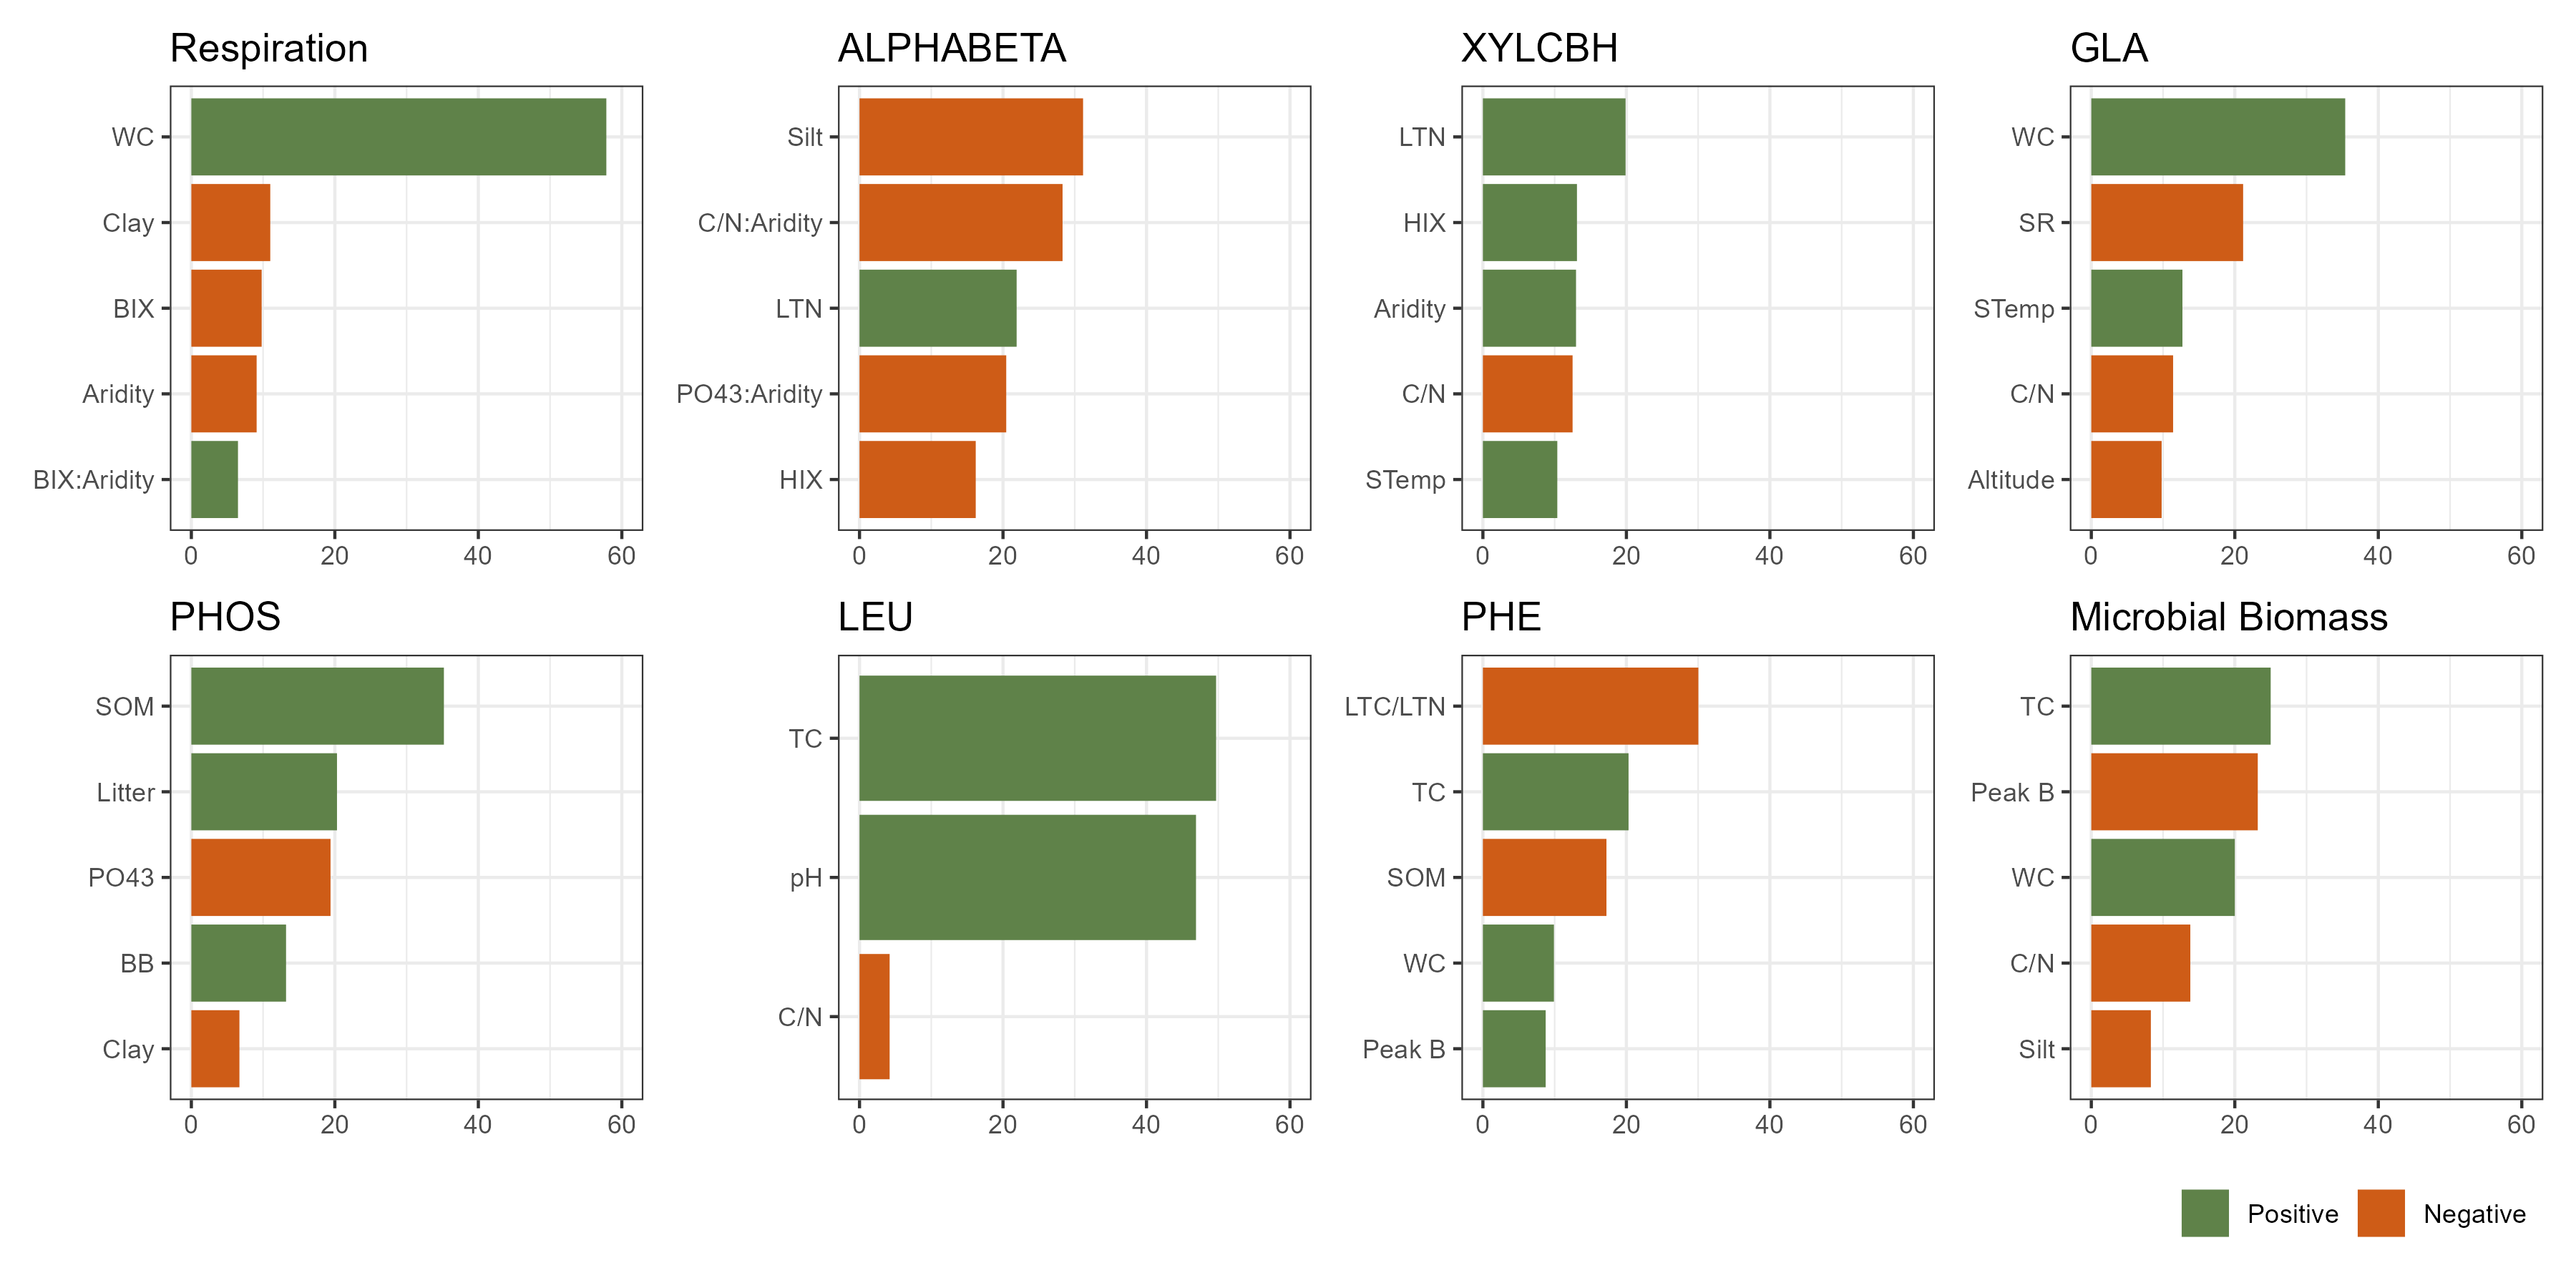 Respiration
WC
Clay
BIX
Aridity
BIX:Aridity
0 20 40 60
ALPHABETA
Silt
C/N:Aridity
LTN
PO43:Aridity
HIX
0 20 40 60
XYLCBH
LTN
HIX
Aridity
C/N
STemp
0 20 40 60
GLA
WC
SR
STemp
C/N
Altitude
0 20 40 60
PHOS
SOM
Litter
PO43
BB
Clay
0 20 40 60
LEU
TC
pH
C/N
0 20 40 60
PHE
LTC/LTN
TC
SOM
WC
Peak B
0 20 40 60
Microbial Biomass
TC
Peak B
WC
C/N
Silt
0 20 40 60
Positive Negative